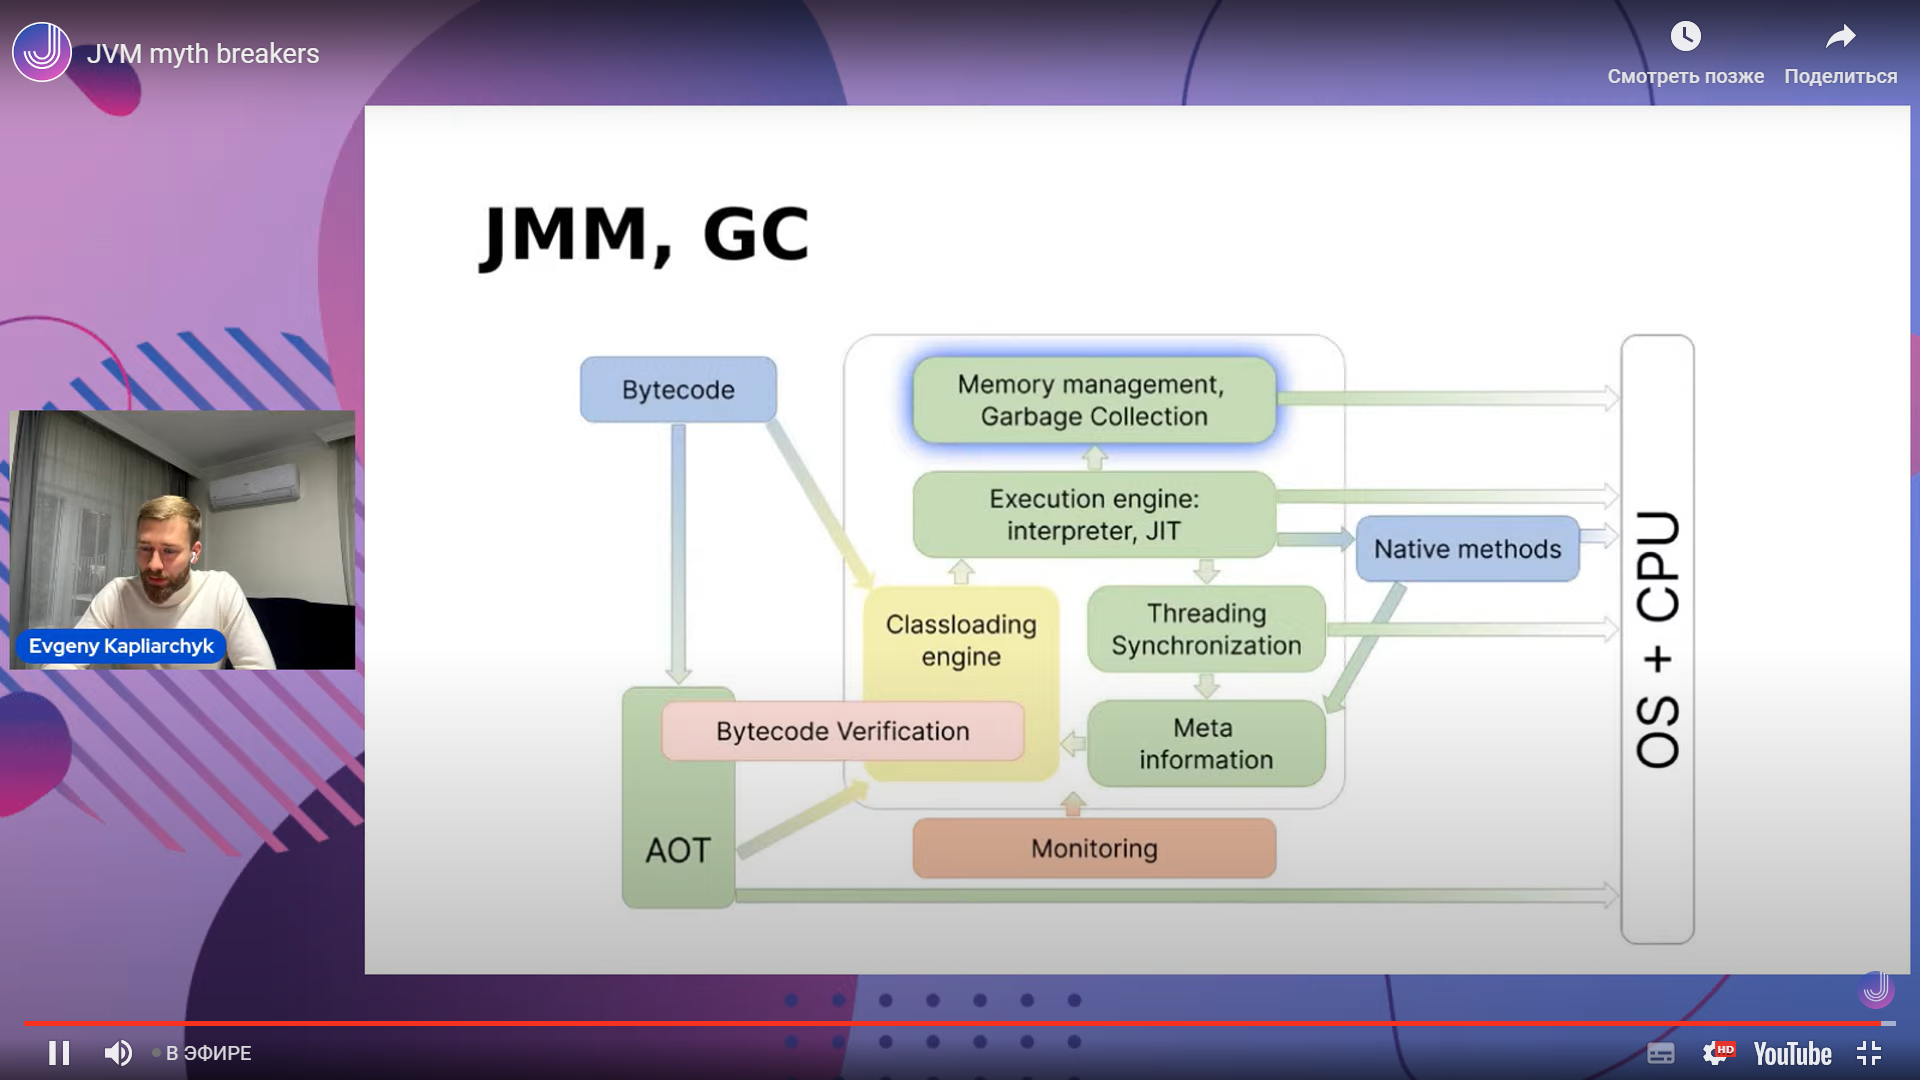 JVM myth breakers
Смотреть позже
Поделиться
JMM, GC
Bytecode
Memory management,
Garbage Collection
Execution engine:
interpreter, JIT
Native methods
Classloading
engine
Threading
Synchronization
Bytecode Verification
Meta
information
AOT
Monitoring
OS + CPU
Evgeny Kapliarchyk
В ЭФИРЕ
HD
YouTube